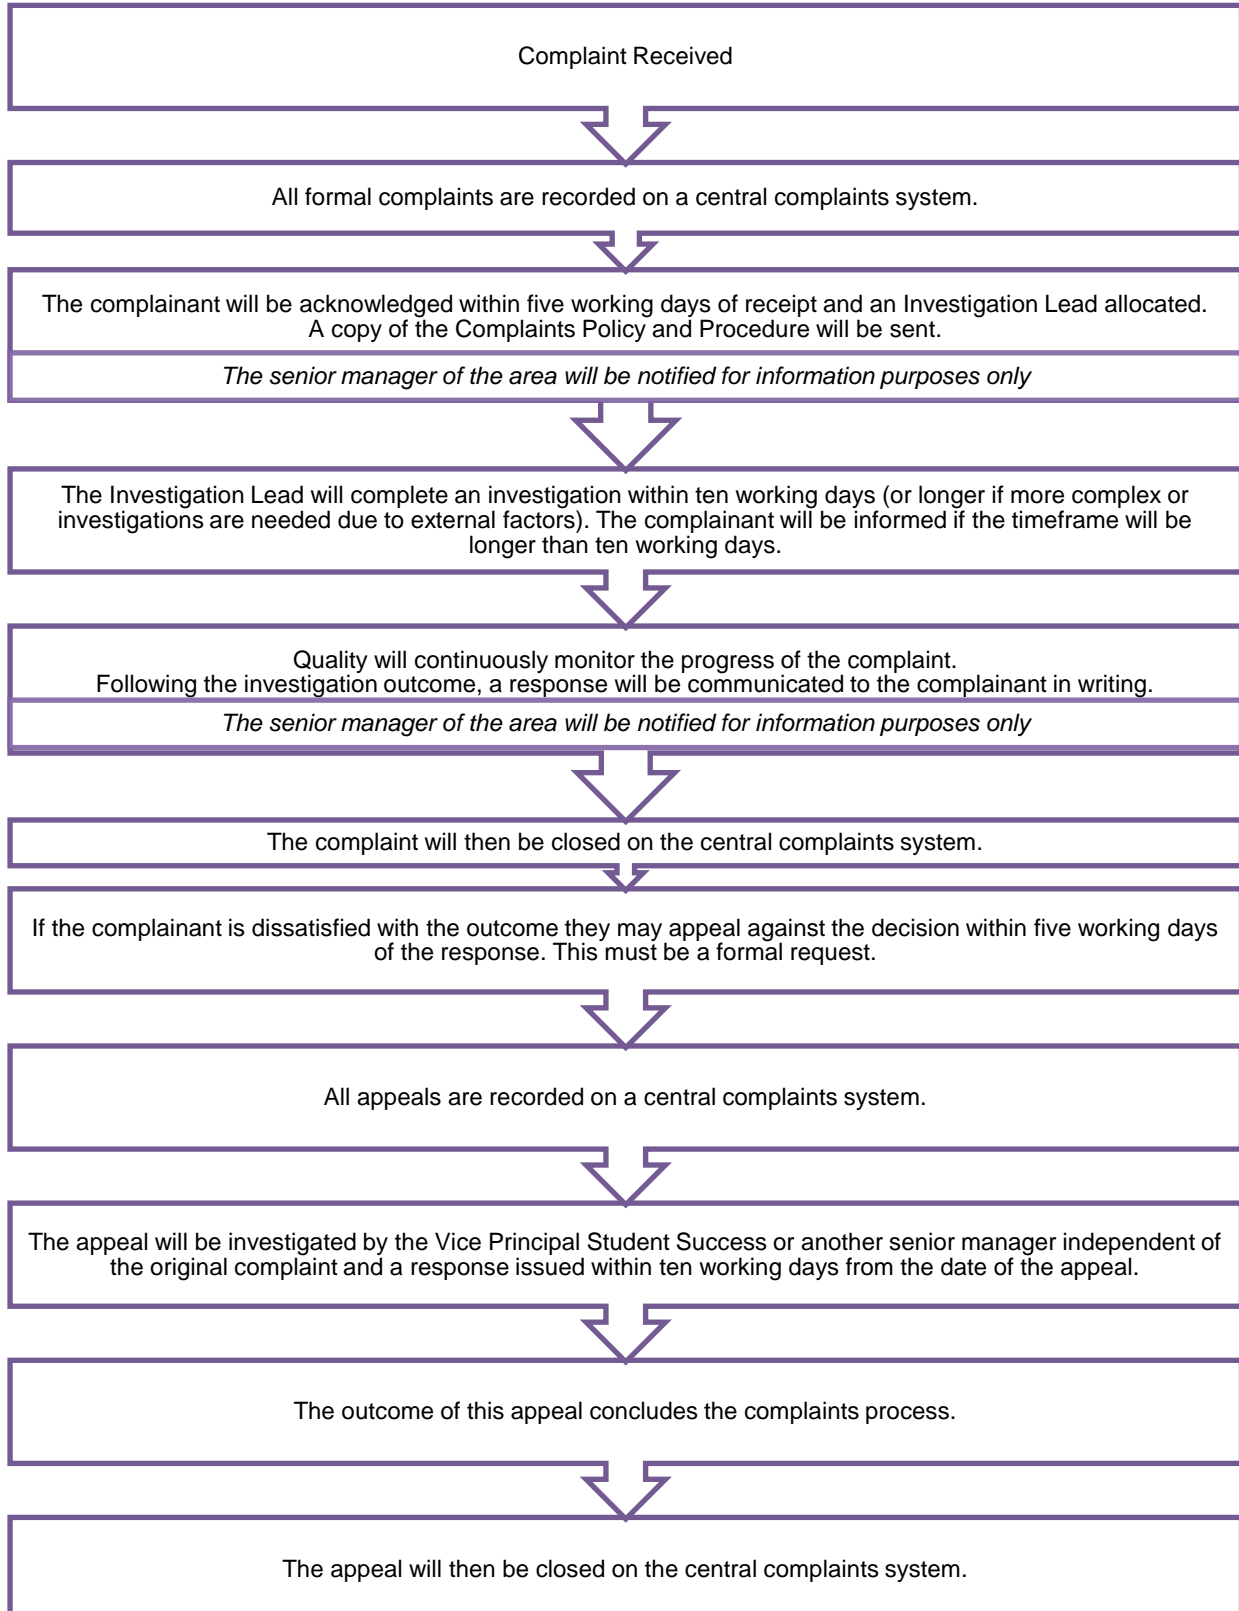 Complaint Received
All formal complaints are recorded on a central complaints system.
The complainant will be acknowledged within five working days of receipt and an Investigation Lead allocated.
A copy of the Complaints Policy and Procedure will be sent.
The senior manager of the area will be notified for information purposes only
The Investigation Lead will complete an investigation within ten working days (or longer if more complex or
investigations are needed due to external factors). The complainant will be informed if the timeframe will be
longer than ten working days.
Quality will continuously monitor the progress of the complaint.
Following the investigation outcome, a response will be communicated to the complainant in writing.
The senior manager of the area will be notified for information purposes only
The complaint will then be closed on the central complaints system.
If the complainant is dissatisfied with the outcome they may appeal against the decision within five working days
of the response. This must be a formal request.
All appeals are recorded on a central complaints system.
The appeal will be investigated by the Vice Principal Student Success or another senior manager independent of
the original complaint and a response issued within ten working days from the date of the appeal.
The outcome of this appeal concludes the complaints process.
The appeal will then be closed on the central complaints system.